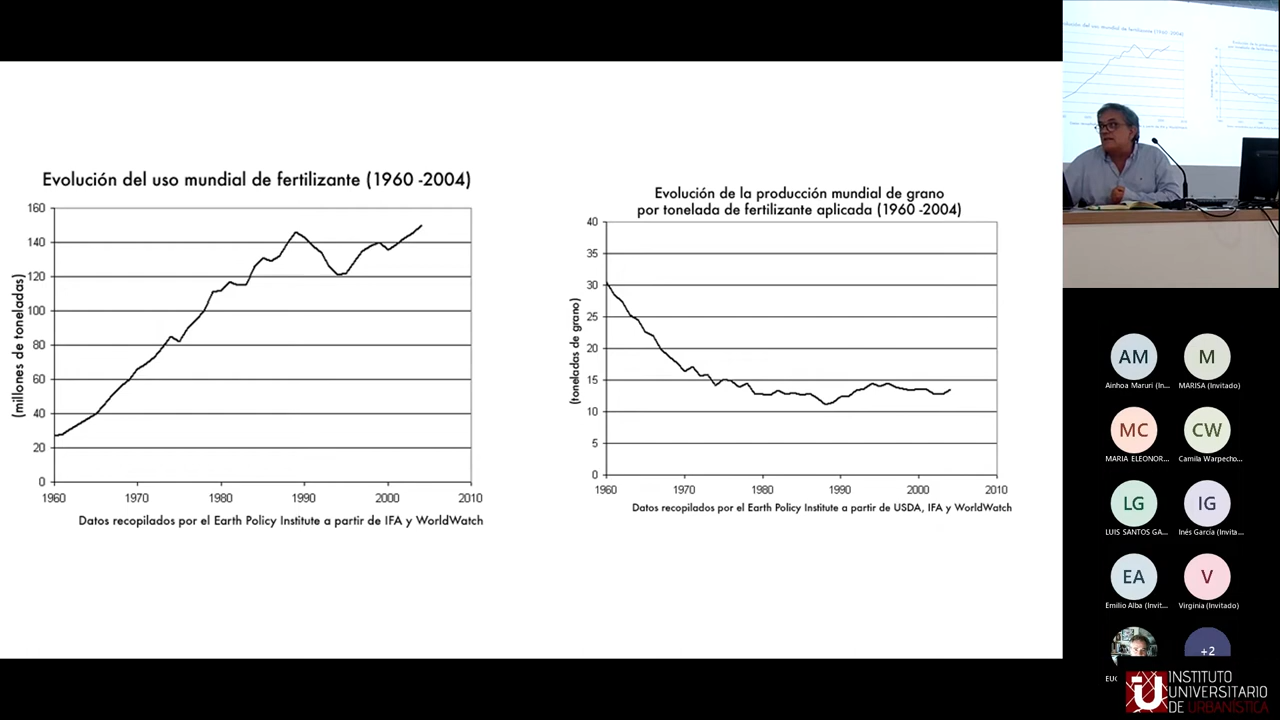 Evolución del uso mundial de fertilizante (1960 -2004)
(millones de toneladas)
160
140
120
100
80
60
40
20
0
1960
1970
1980
1990
2000
2010
Datos recopilados por el Earth Policy Institute a partir de IFA y WorldWatch
Evolución de la producción mundial de grano
por tonelada de fertilizante aplicada (1960 -2004)
(toneladas de grano)
40
35
30
25
20
15
10
5
0
1960
1970
1980
1990
2000
2010
Datos recopilados por el Earth Policy Institute a partir de USDA, IFA y WorldWatch
AM
Ainhoa Maruri (In...
M
MARISA (Invitado)
MC
MARIA ELEONOR...
CW
Camila Warpecho...
LG
LUIS SANTOS GA...
IG
Inés García (Invita...
EA
Emilio Alba (Invit...
V
Virginia (Invitado)
+2
INSTITUTO
UNIVERSITARIO
DE URBANÍSTICA